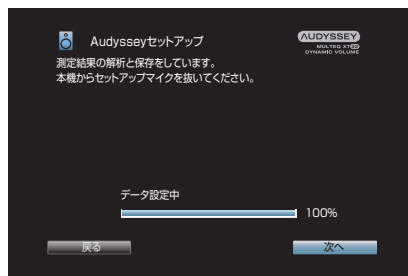 Audysseyセットアップ
AUDYSSEY
MULTEQ XT32
DYNAMIC VOLUME
測定結果の解析と保存をしています。
本機からセットアップマイクを抜いてください。
データ設定中
100%
戻る
次へ